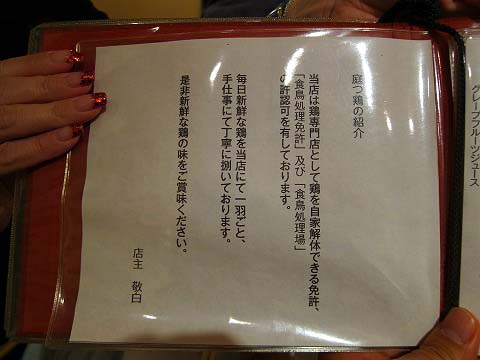 グレープフルーツジュース
庭つ鶏の紹介
当店は鶏専門店として鶏を自家解体できる免許、
「食鳥処理免許」及び「食鳥処理場」
の許認可を有しております。
毎日新鮮な鶏を当店にて一羽ごと、
手仕事にて丁寧に捌いております。
是非新鮮な鶏の味をご賞味ください。
店主 敬白